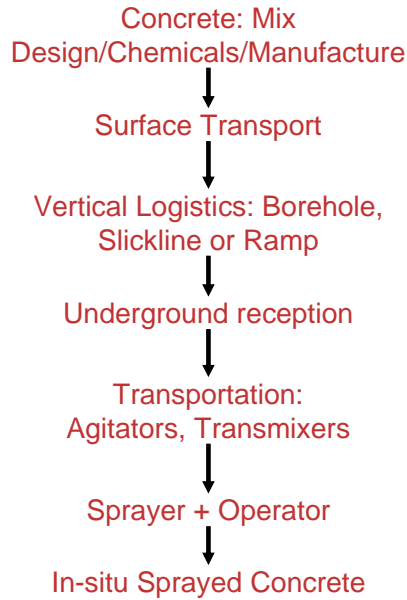 Concrete: Mix
Design/Chemicals/Manufacture
Surface Transport
Vertical Logistics: Borehole,
Slickline or Ramp
Underground reception
Transportation:
Agitators, Transmixers
Sprayer + Operator
In-situ Sprayed Concrete